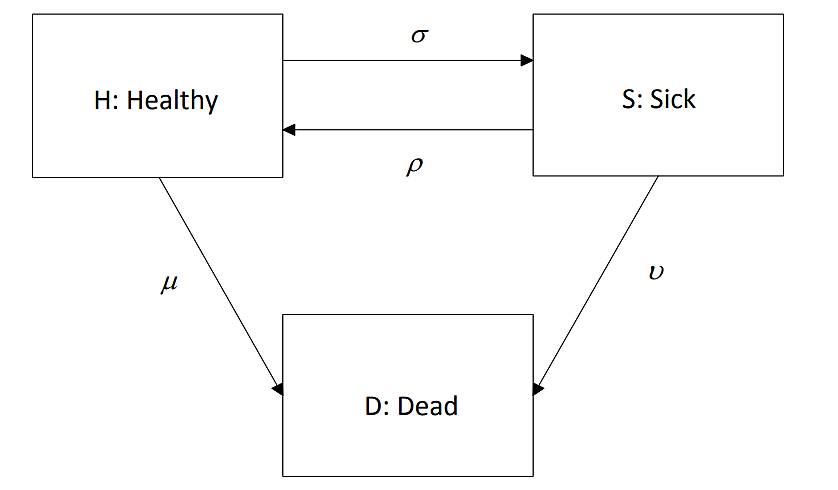 σ
H: Healthy
S: Sick
ρ
μ
υ
D: Dead